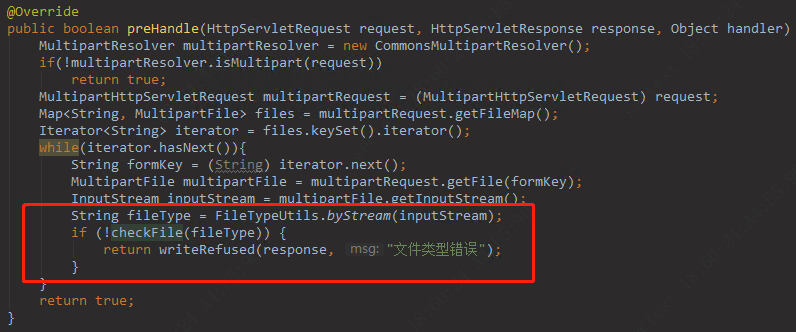 @Override
public boolean preHandle(HttpServletRequest request, HttpServletResponse response, Object handler)
MultipartResolver multipartResolver = new CommonsMultipartResolver();
if(!multipartResolver.isMultipart(request))
return true;
MultipartHttpServletRequest multipartRequest = (MultipartHttpServletRequest) request;
Map<String, MultipartFile> files = multipartRequest.getFileMap();
Iterator<String> iterator = files.keySet().iterator();
while(iterator.hasNext()){
String formKey = (String) iterator.next();
MultipartFile multipartFile = multipartRequest.getFile(formKey);
InputStream inputStream = multipartFile.getInputStream();
String fileType = FileTypeUtils.byStream(inputStream);
if (!checkFile(fileType)) {
return writeRefused(response, msg: "文件类型错误");
}
}
return true;
}